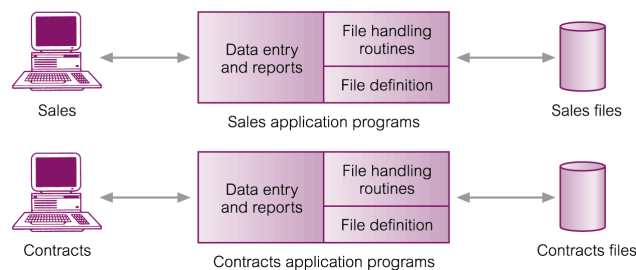 Data entry
and reports
File handling
routines
File definition
Sales
Sales application programs
Sales files
Data entry
and reports
File handling
routines
File definition
Contracts
Contracts application programs
Contracts files